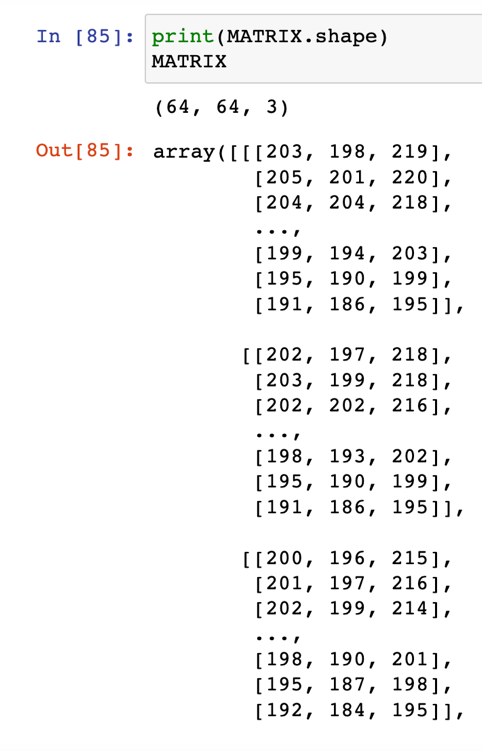 In [85]: print(MATRIX.shape)
MATRIX
(64, 64, 3)
Out[85]: array([[[203, 198, 219],
[205, 201, 220],
[204, 204, 218],
...,
[199, 194, 203],
[195, 190, 199],
[191, 186, 195]],
[[202, 197, 218],
[203, 199, 218],
[202, 202, 216],
...,
[198, 193, 202],
[195, 190, 199],
[191, 186, 195]],
[[200, 196, 215],
[201, 197, 216],
[202, 199, 214],
...,
[198, 190, 201],
[195, 187, 198],
[192, 184, 195]],